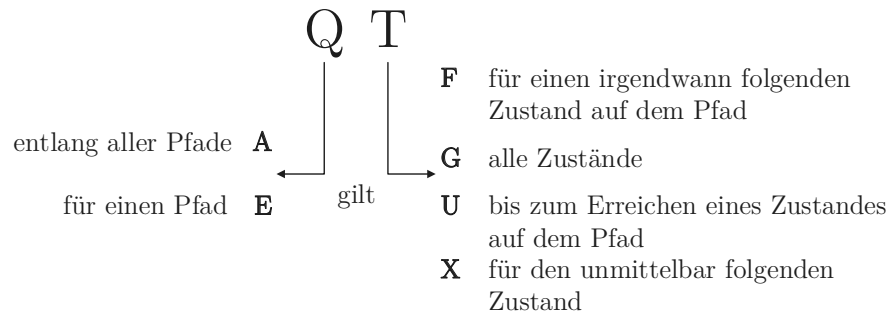 Q T
entlang aller Pfade A
für einen Pfad E
gilt
F für einen irgendwann folgenden
Zustand auf dem Pfad
G alle Zustände
U bis zum Erreichen eines Zustandes
auf dem Pfad
X für den unmittelbar folgenden
Zustand